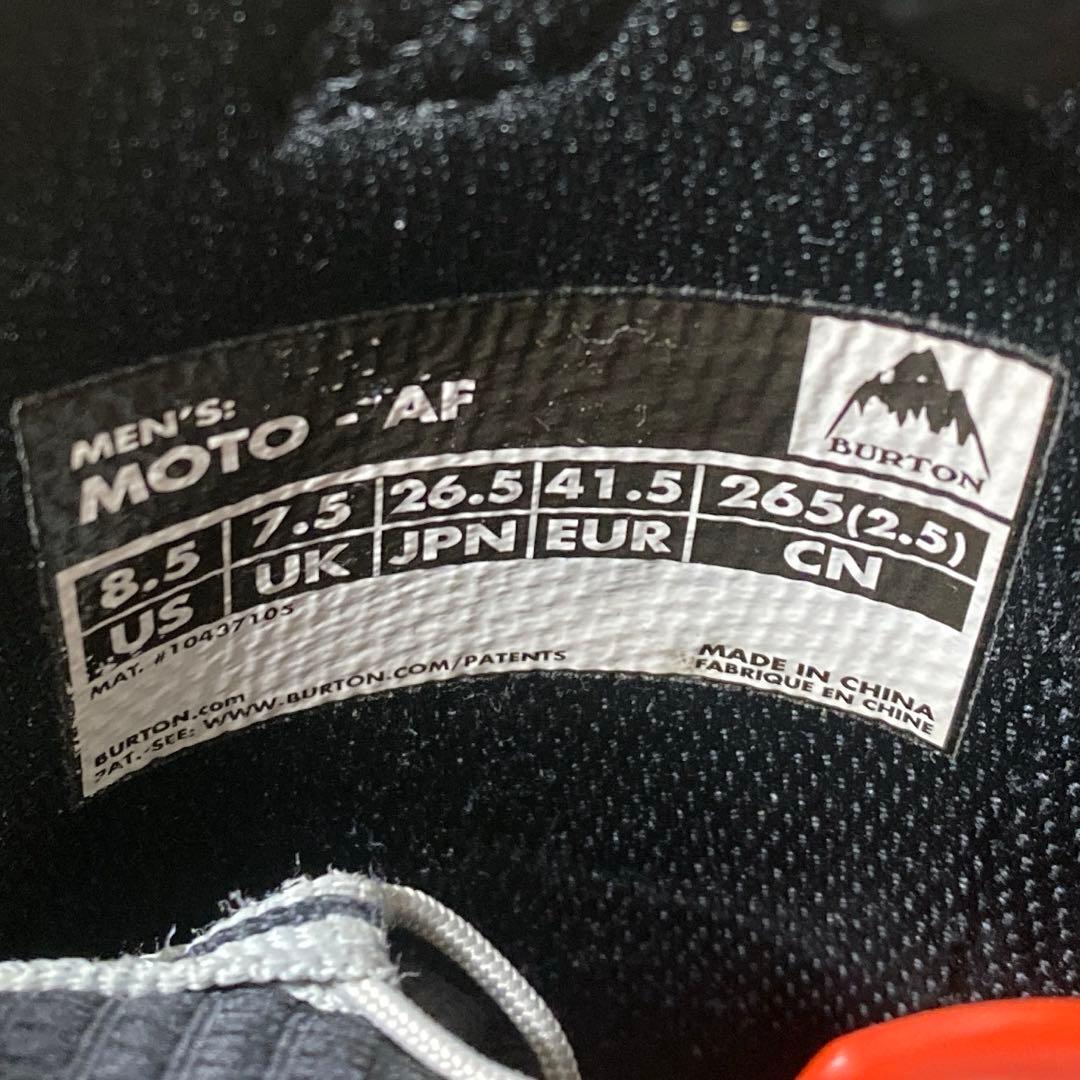 MEN'S:
MOTO - AF
BURTON
8.5 7.5 26.5 41.5 265(2.5)
US UK JPN EUR CN
MAT. #10437105
BURTON.com
PAT.-SEE: WWW.BURTON.COM/PATENTS
MADE IN CHINA
FABRIQUE EN CHINE